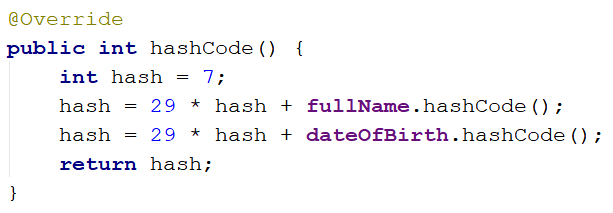 @Override
public int hashCode() {
    int hash = 7;
    hash = 29 * hash + fullName.hashCode();
    hash = 29 * hash + dateOfBirth.hashCode();
    return hash;
}